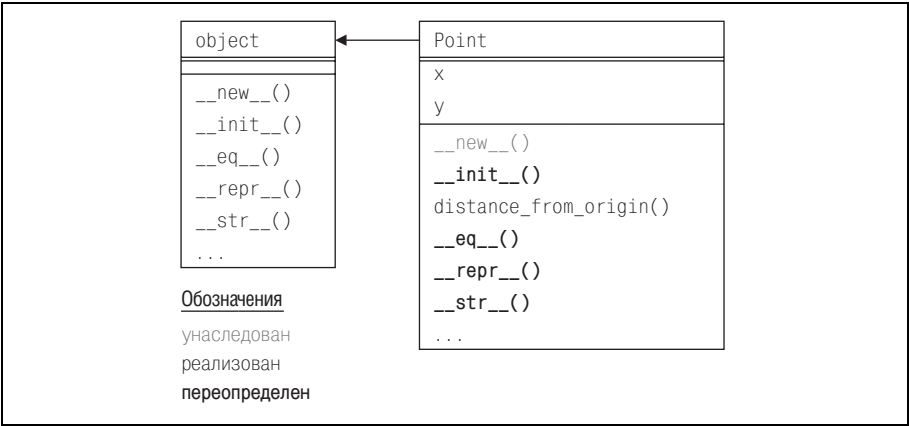 object
__new__()
__init__()
__eq__()
__repr__()
__str__()
...
Point
x
y
__new__()
__init__()
distance_from_origin()
__eq__()
__repr__()
__str__()
...
Обозначения
унаследован
реализован
переопределен